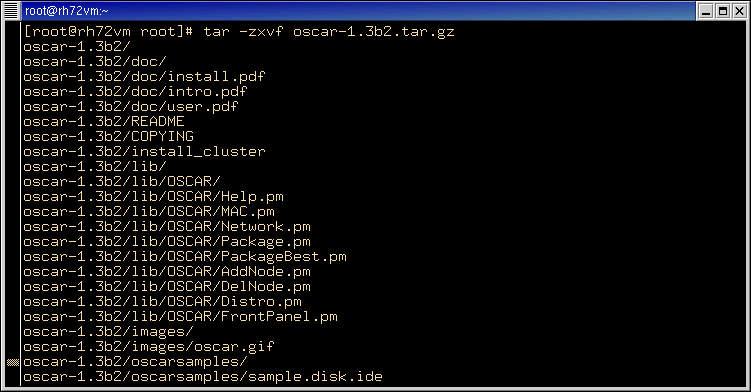 root@rh72vm:~
[root@rh72vm root]# tar -zxvf oscar-1.3b2.tar.gz
oscar-1.3b2/
oscar-1.3b2/doc/
oscar-1.3b2/doc/install.pdf
oscar-1.3b2/doc/intro.pdf
oscar-1.3b2/doc/user.pdf
oscar-1.3b2/README
oscar-1.3b2/COPYING
oscar-1.3b2/install_cluster
oscar-1.3b2/lib/
oscar-1.3b2/lib/OSCAR/
oscar-1.3b2/lib/OSCAR/Help.pm
oscar-1.3b2/lib/OSCAR/MAC.pm
oscar-1.3b2/lib/OSCAR/Network.pm
oscar-1.3b2/lib/OSCAR/Package.pm
oscar-1.3b2/lib/OSCAR/PackageBest.pm
oscar-1.3b2/lib/OSCAR/AddNode.pm
oscar-1.3b2/lib/OSCAR/DelNode.pm
oscar-1.3b2/lib/OSCAR/Distro.pm
oscar-1.3b2/lib/OSCAR/FrontPanel.pm
oscar-1.3b2/images/
oscar-1.3b2/images/oscar.gif
oscar-1.3b2/oscarsamples/
oscar-1.3b2/oscarsamples/sample.disk.ide